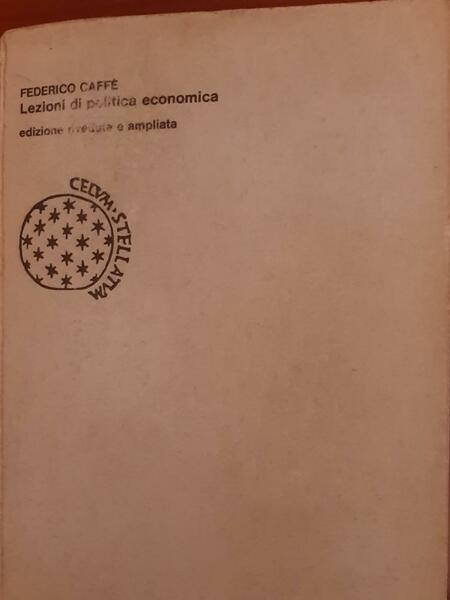 FEDERICO CAFFÈ
Lezioni di politica economica
edizione riveduta e ampliata
CELVM · STELLATVM